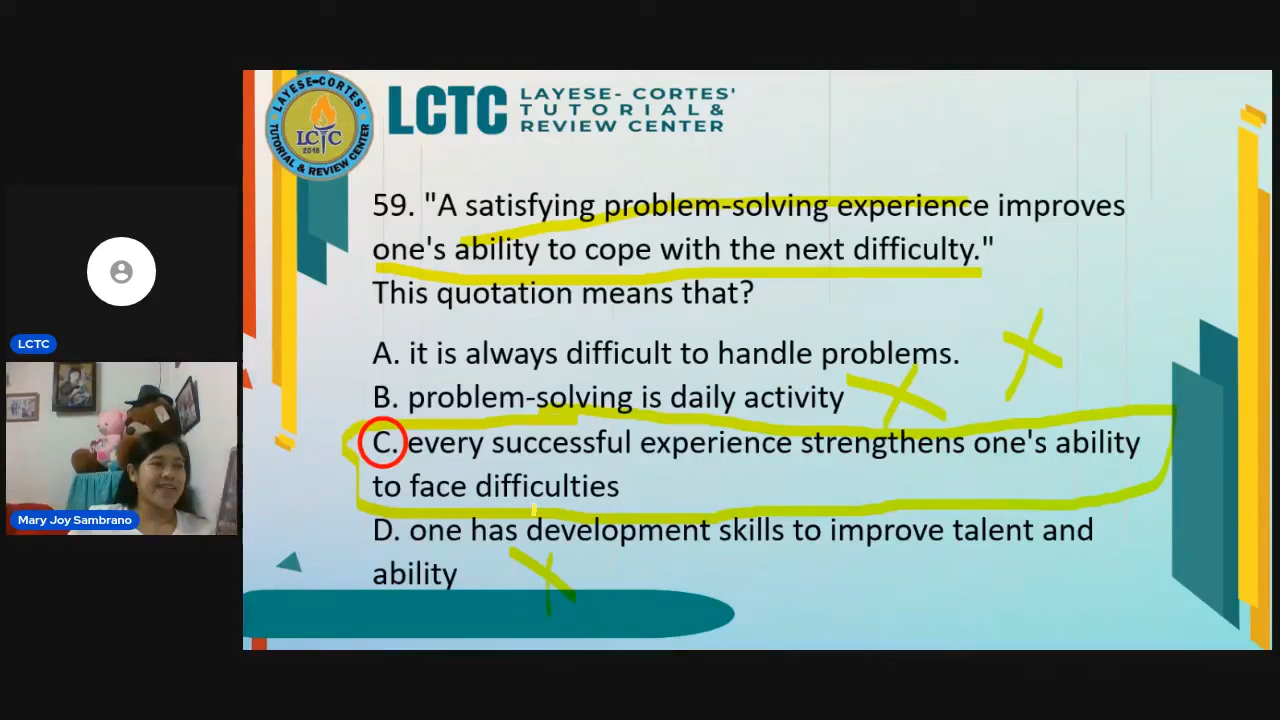 LAYESE-CORTES'
LCTC
2018
TUTORIAL & REVIEW CENTER
LCTC
LAYESE- CORTES'
TUTORIAL &
REVIEW CENTER
59. "A satisfying problem-solving experience improves
one's ability to cope with the next difficulty."
This quotation means that?
A. it is always difficult to handle problems.
B. problem-solving is daily activity
C. every successful experience strengthens one's ability
to face difficulties
D. one has development skills to improve talent and
ability
LCTC
Mary Joy Sambrano